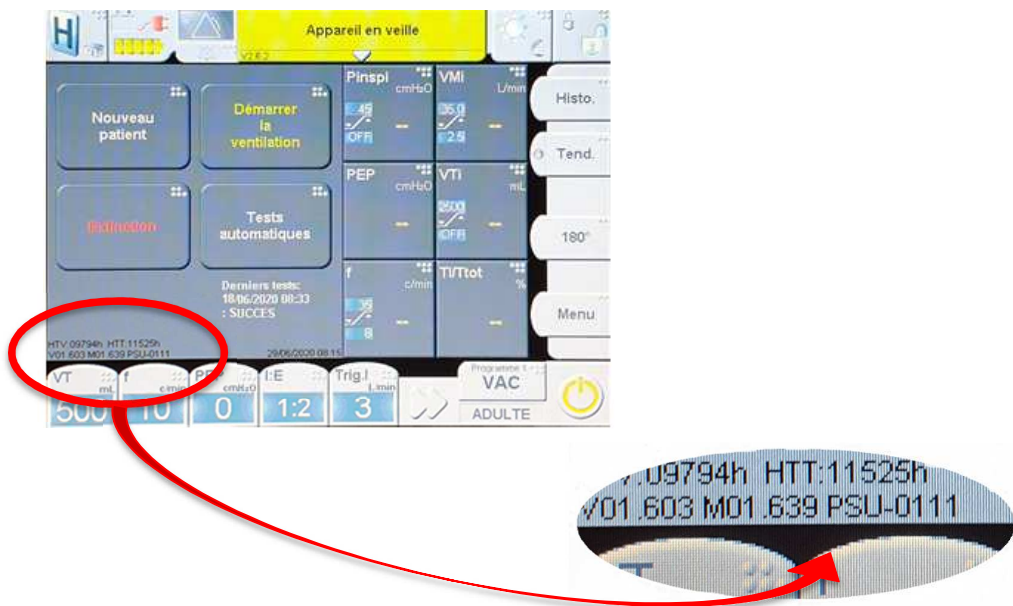 H
V2.6.2
Appareil en veille
Nouveau
patient
Démarrer
la
ventilation
Extinction
Tests
automatiques
Derniers tests:
18/06/2020 08:33
: SUCCES
HTV:09794h HTT:11525h
V01.603 M01.639 PSU-0111
29/06/2020 08:15
Pinspi
cmH2O
45
OFF
--
VMi
L/min
35.0
2.5
--
PEP
cmH2O
--
VTi
mL
2500
OFF
--
f
c/min
35
8
--
TI/Ttot
%
--
Histo.
Tend.
180°
Menu
VT
mL
500
f
c/min
10
PEP
cmH2O
0
I:E
1:2
Trig.I
L/min
3
Programme 1
VAC
ADULTE
09794h HTT:11525h
V01.603 M01.639 PSU-0111